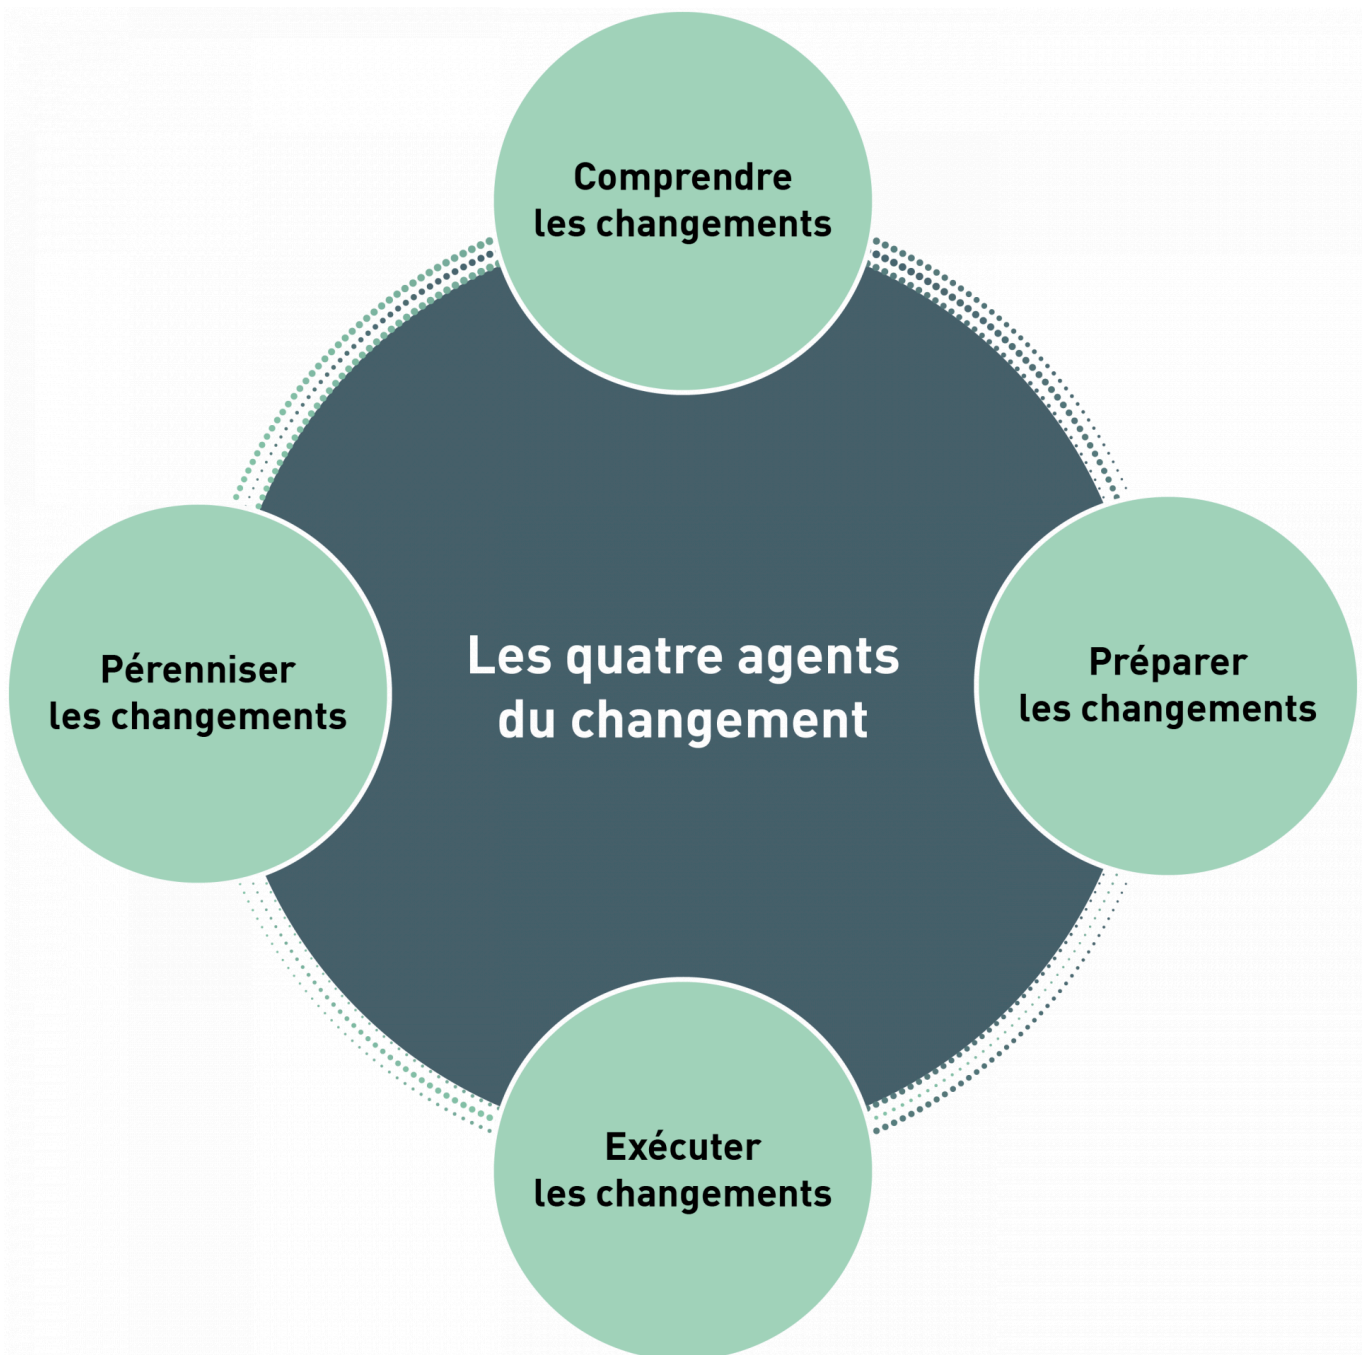 Comprendre
les changements
Pérenniser
les changements
Les quatre agents
du changement
Préparer
les changements
Exécuter
les changements